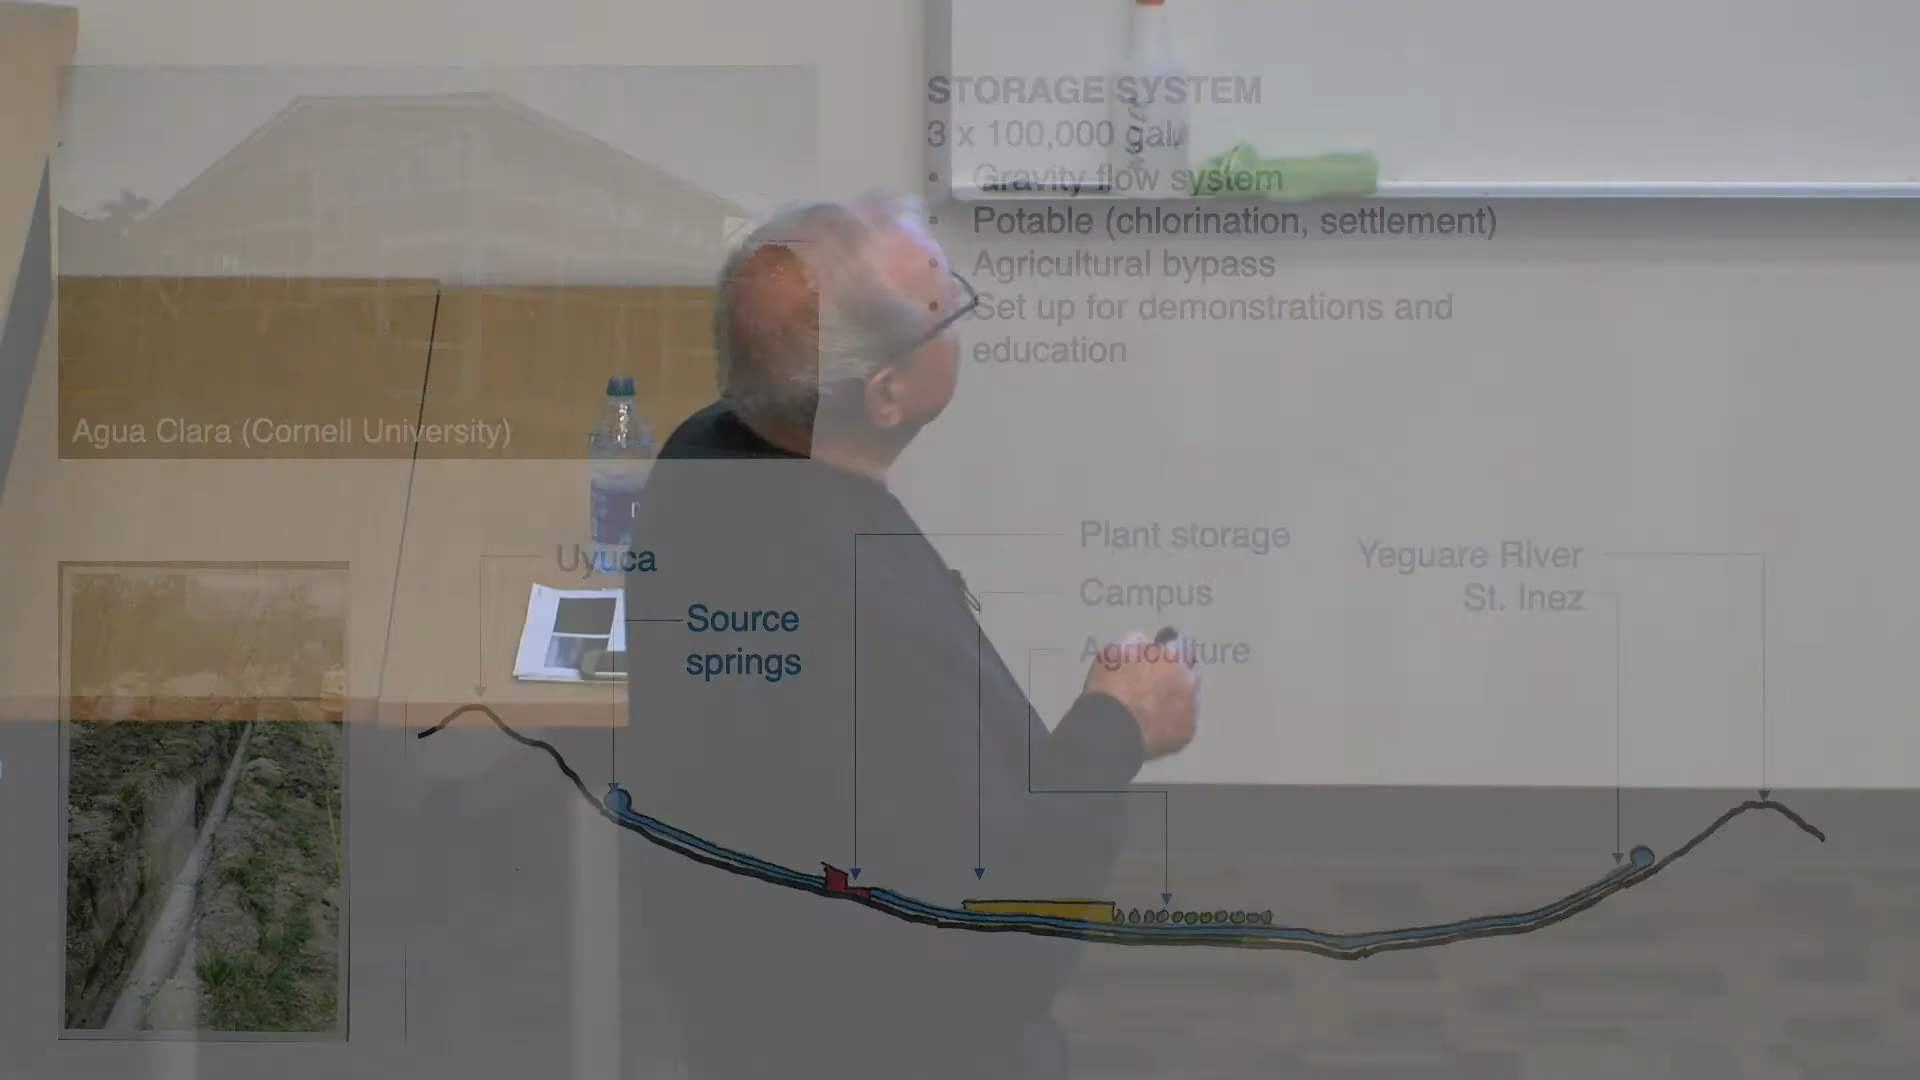 STORAGE SYSTEM
3 x 100,000 gal.
• Gravity flow system
• Potable (chlorination, settlement)
• Agricultural bypass
• Set up for demonstrations and
education
Agua Clara (Cornell University)
Uyuca
Source
springs
Plant storage
Campus
Agriculture
Yeguare River
St. Inez